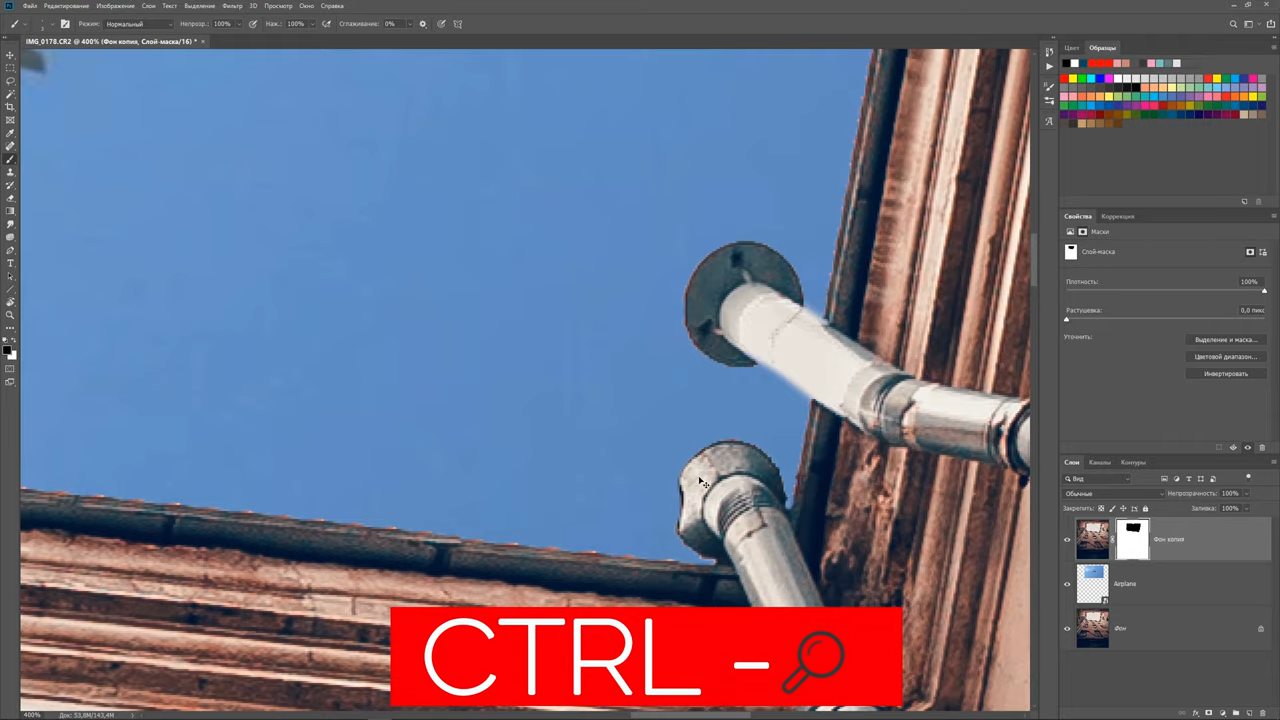 Файл Редактирование Изображение Слои Текст Выделение Фильтр 3D Просмотр Окно Справка
Режим: Нормальный Непрозр.: 100% Наж.: 100% Сглаживание: 0%
IMG_0178.CR2 @ 400% (Фон копия, Слой-маска/16) * ×
Цвет Образцы
Свойства Коррекция
Маски
Слой-маска
Плотность: 100%
Растушевка: 0,0 пикс
Уточнить: Выделение и маска...
Цветовой диапазон...
Инвертировать
Слои Каналы Контуры
Вид
Обычные Непрозрачность: 100%
Закрепить: Заливка: 100%
Фон копия
Airplane
Фон
CTRL -
400% Док: 53,6M/143,4M